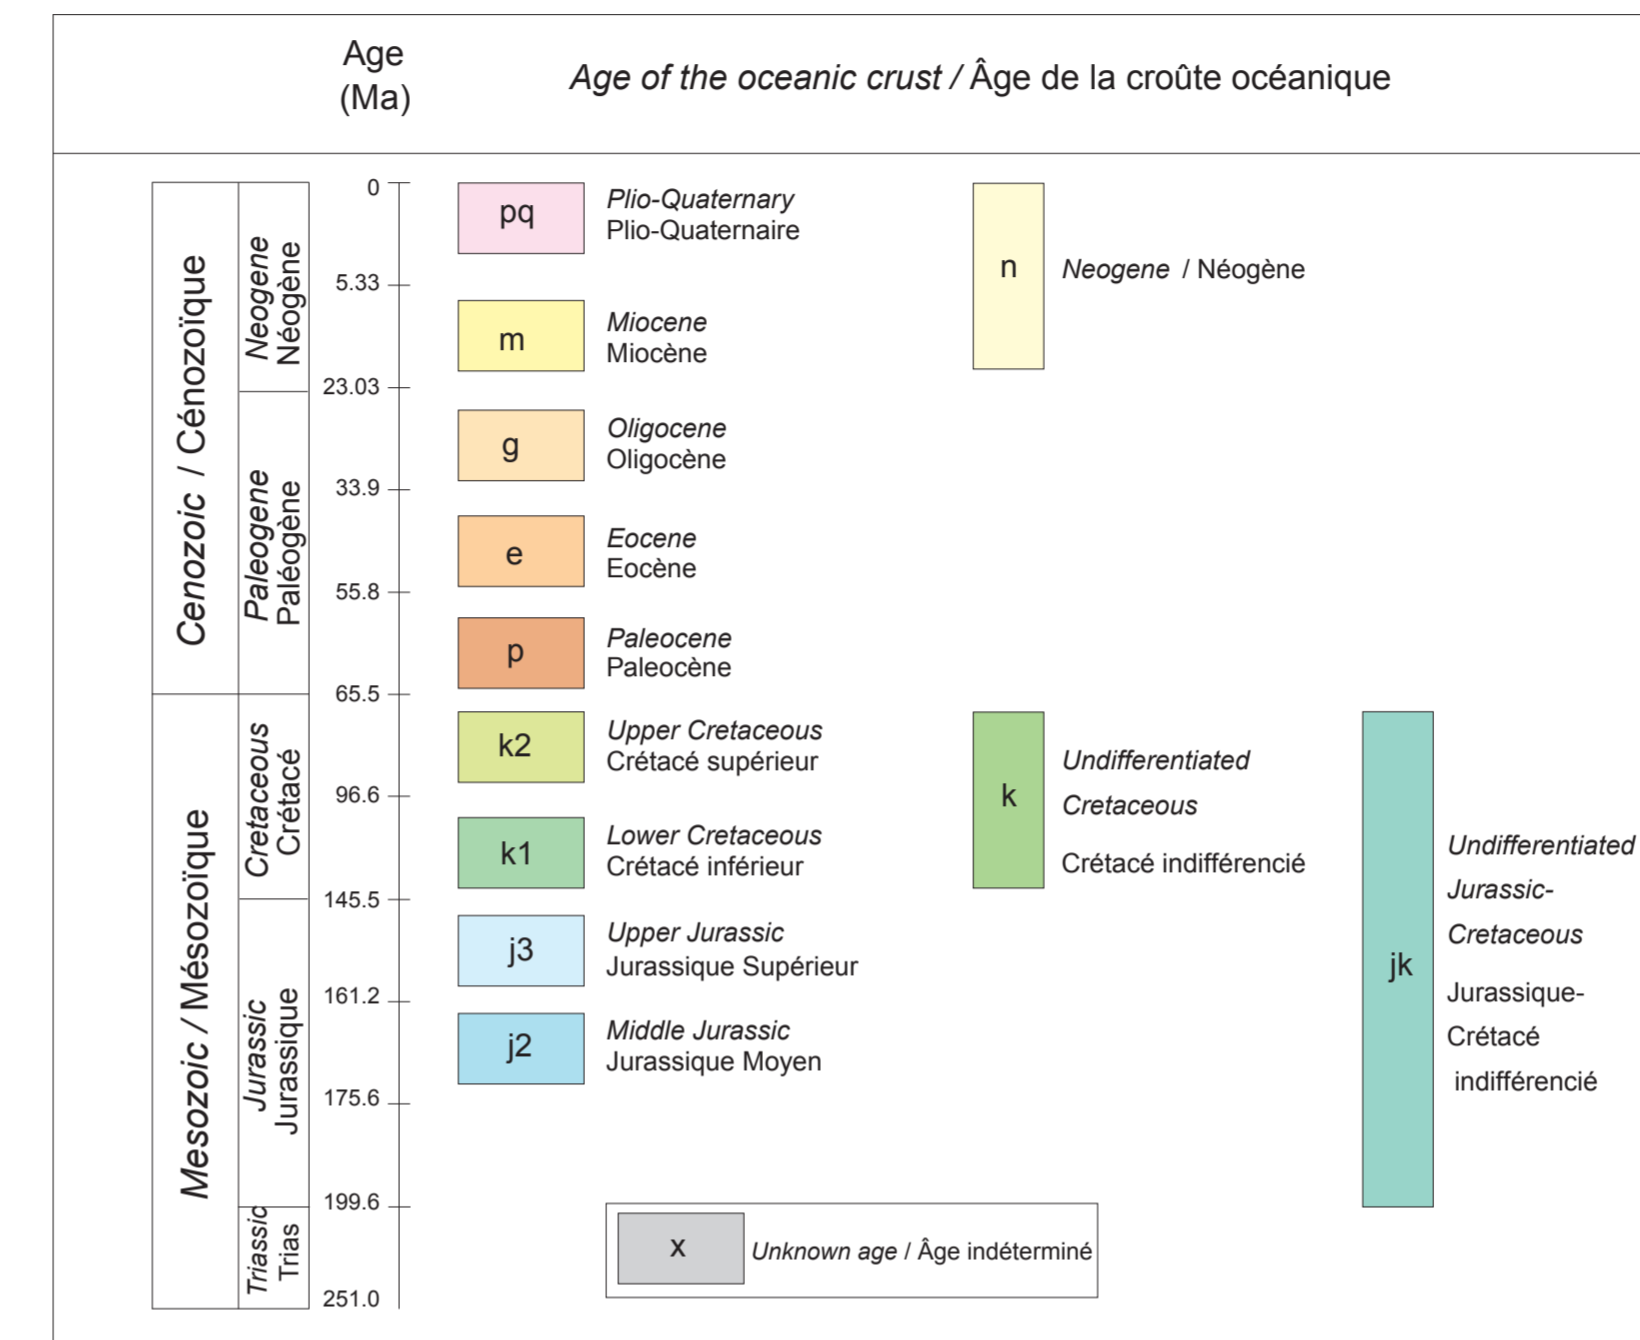 Age
(Ma)
Age of the oceanic crust / Âge de la croûte océanique
Cenozoic / Cénozoïque
Mesozoic / Mésozoïque
Neogene
Néogène
Paleogene
Paléogène
Cretaceous
Crétacé
Jurassic
Jurassique
Triassic
Trias
0
5.33
23.03
33.9
55.8
65.5
96.6
145.5
161.2
175.6
199.6
251.0
pq
Plio-Quaternary
Plio-Quaternaire
m
Miocene
Miocène
g
Oligocene
Oligocène
e
Eocene
Eocène
p
Paleocene
Paleocène
k2
Upper Cretaceous
Crétacé supérieur
k1
Lower Cretaceous
Crétacé inférieur
j3
Upper Jurassic
Jurassique Supérieur
j2
Middle Jurassic
Jurassique Moyen
n
Neogene / Néogène
k
Undifferentiated
Cretaceous
Crétacé indifférencié
jk
Undifferentiated
Jurassic-
Cretaceous
Jurassique-
Crétacé
indifférencié
x
Unknown age / Âge indéterminé